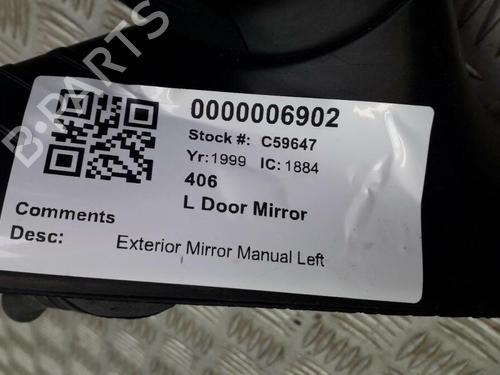 B-PARTS
0000006902
Stock #: C59647
Yr:1999 IC:1884
406
L Door Mirror
Comments
Desc: Exterior Mirror Manual Left